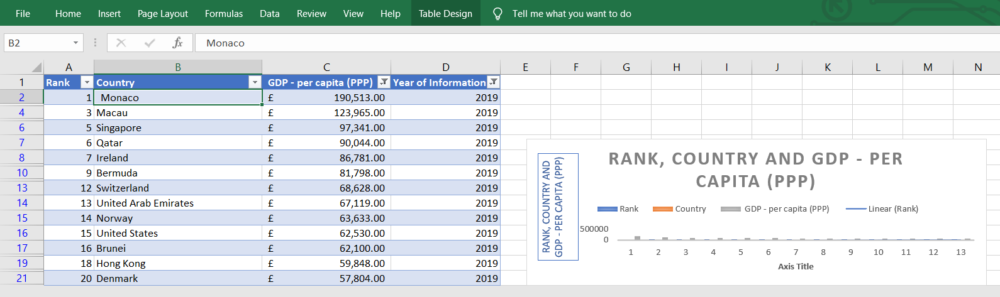 File Home Insert Page Layout Formulas Data Review View Help Table Design Tell me what you want to do
B2 fx Monaco
A B C D E F G H I J K L M N
1 Rank Country GDP - per capita (PPP) Year of Information
2 1 Monaco £ 190,513.00 2019
4 3 Macau £ 123,965.00 2019
6 5 Singapore £ 97,341.00 2019
7 6 Qatar £ 90,044.00 2019
8 7 Ireland £ 86,781.00 2019
10 9 Bermuda £ 81,798.00 2019
13 12 Switzerland £ 68,628.00 2019
14 13 United Arab Emirates £ 67,119.00 2019
15 14 Norway £ 63,633.00 2019
16 15 United States £ 62,530.00 2019
17 16 Brunei £ 62,100.00 2019
19 18 Hong Kong £ 59,848.00 2019
21 20 Denmark £ 57,804.00 2019
RANK, COUNTRY AND GDP - PER
CAPITA (PPP)
Rank Country GDP - per capita (PPP) Linear (Rank)
RANK, COUNTRY AND
GDP - PER CAPITA (PPP)
500000
0
1 2 3 4 5 6 7 8 9 10 11 12 13
Axis Title